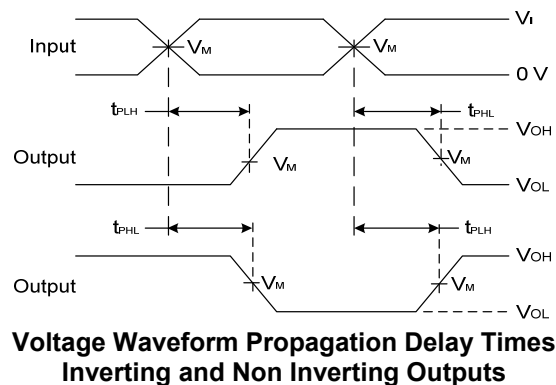 VI
Input
VM
VM
0 V
tPLH
tPHL
VOH
Output
VM
VM
VOL
tPHL
tPLH
VOH
Output
VM
VM
VOL
Voltage Waveform Propagation Delay Times
Inverting and Non Inverting Outputs